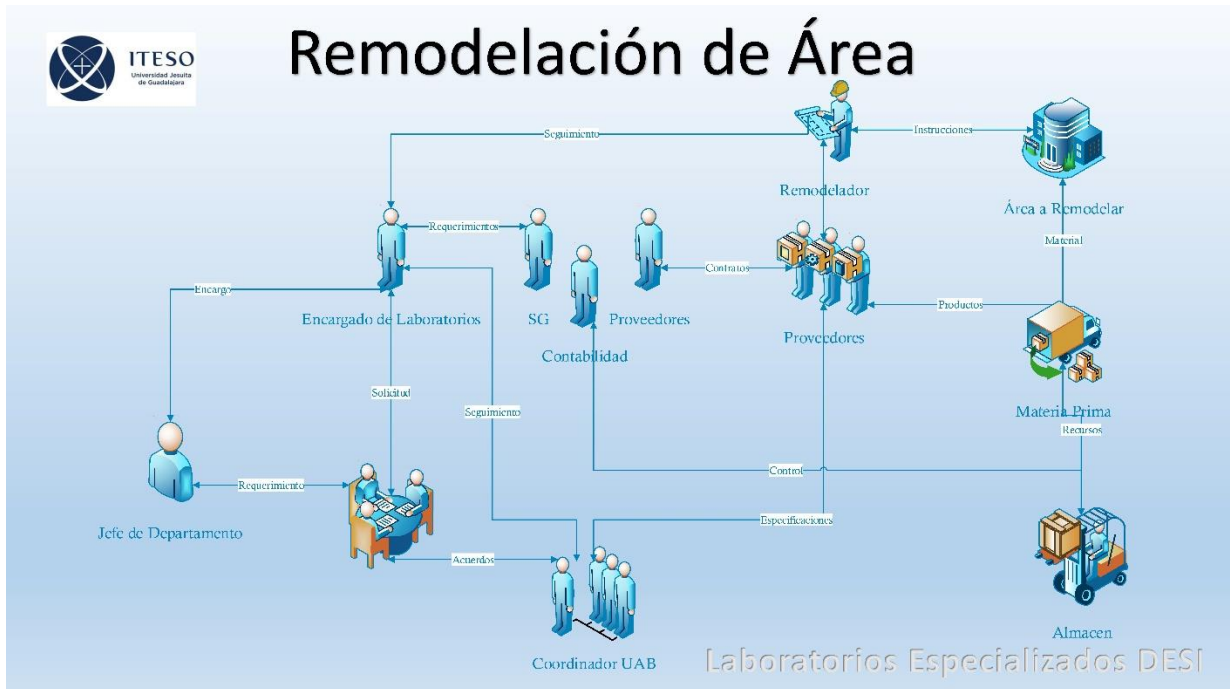 Remodelación de Área
ITESO
Universidad Jesuita
de Guadalajara
Seguimiento
Instrucciones
Remodelador
Área a Remodelar
Requerimientos
Material
Contratos
Encargo
Productos
Encargado de Laboratorios
SG
Proveedores
Proveedores
Contabilidad
Solicitud
Seguimiento
Materia Prima
Recursos
Control
Requerimiento
Especificaciones
Jefe de Departamento
Acuerdos
Almacen
Coordinador UAB
Laboratorios Especializados DESI